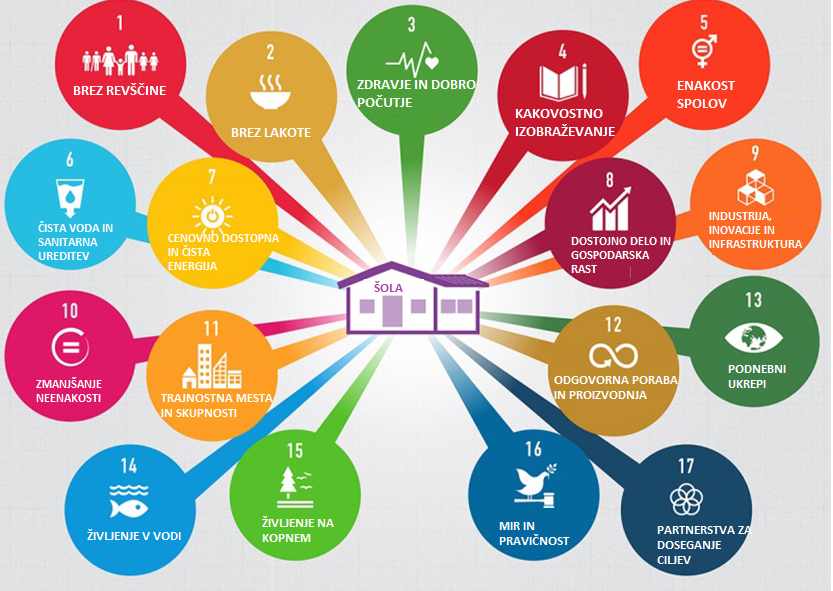 1
BREZ REVŠČINE
2
BREZ LAKOTE
3
ZDRAVJE IN DOBRO
POČUTJE
4
KAKOVOSTNO
IZOBRAŽEVANJE
5
ENAKOST
SPOLOV
6
ČISTA VODA IN
SANITARNA
UREDITEV
7
CENOVNO DOSTOPNA
IN ČISTA
ENERGIJA
8
DOSTOJNO DELO IN
GOSPODARSKA
RAST
9
INDUSTRIJA,
INOVACIJE IN
INFRASTRUKTURA
ŠOLA
10
ZMANJŠANJE
NEENAKOSTI
11
TRAJNOSTNA MESTA
IN SKUPNOSTI
12
ODGOVORNA PORABA
IN PROIZVODNJA
13
PODNEBNI
UKREPI
14
ŽIVLJENJE V VODI
15
ŽIVLJENJE NA
KOPNEM
16
MIR IN
PRAVIČNOST
17
PARTNERSTVA ZA
DOSEGANJE
CILJEV